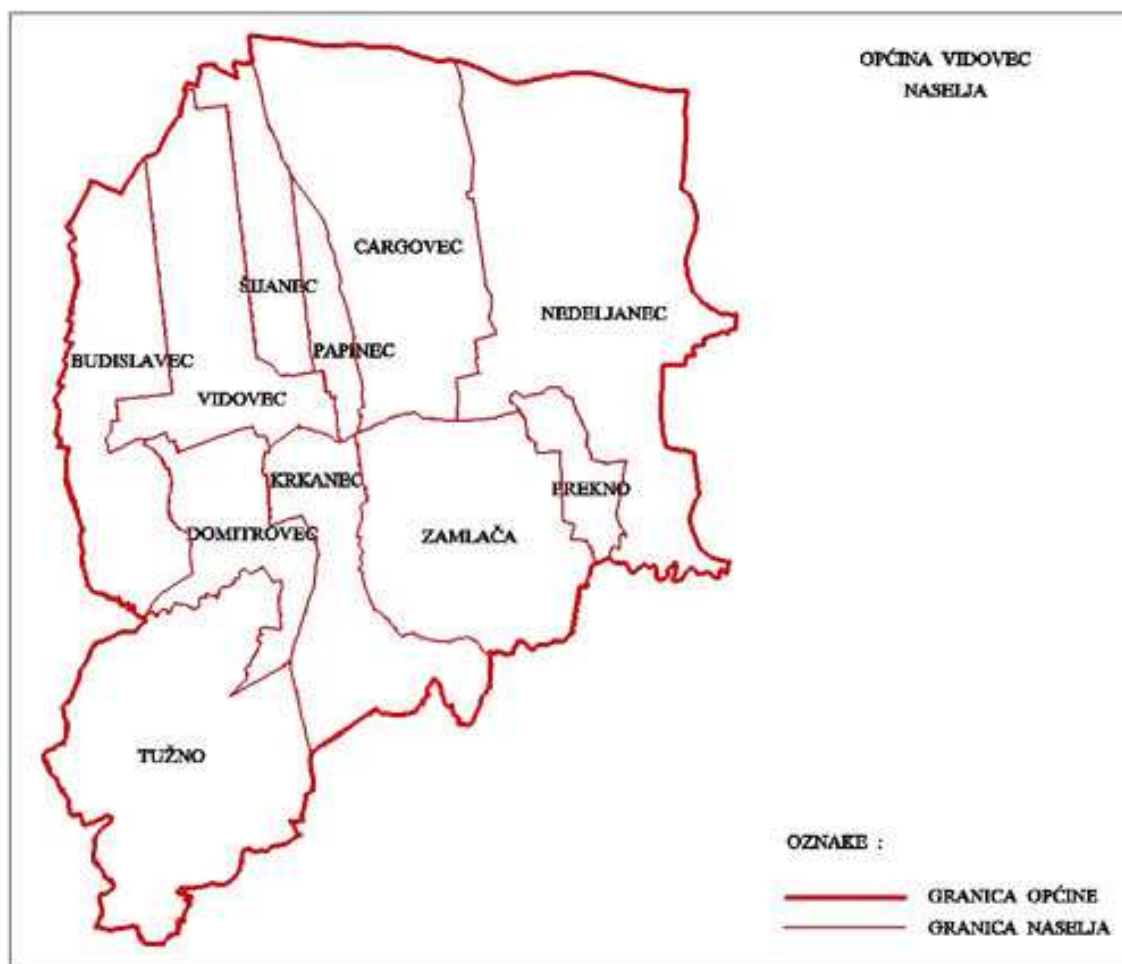 OPĆINA VIDOVEC
NASELJA
CARGOVEC
ŠIJANEC
NEDELJANEC
BUDISLAVEC
PAPINEC
VIDOVEC
KRKANEC
PREKNO
DOMITROVEC
ZAMLAČA
TUŽNO
OZNAKE :
GRANICA OPĆINE
GRANICA NASELJA